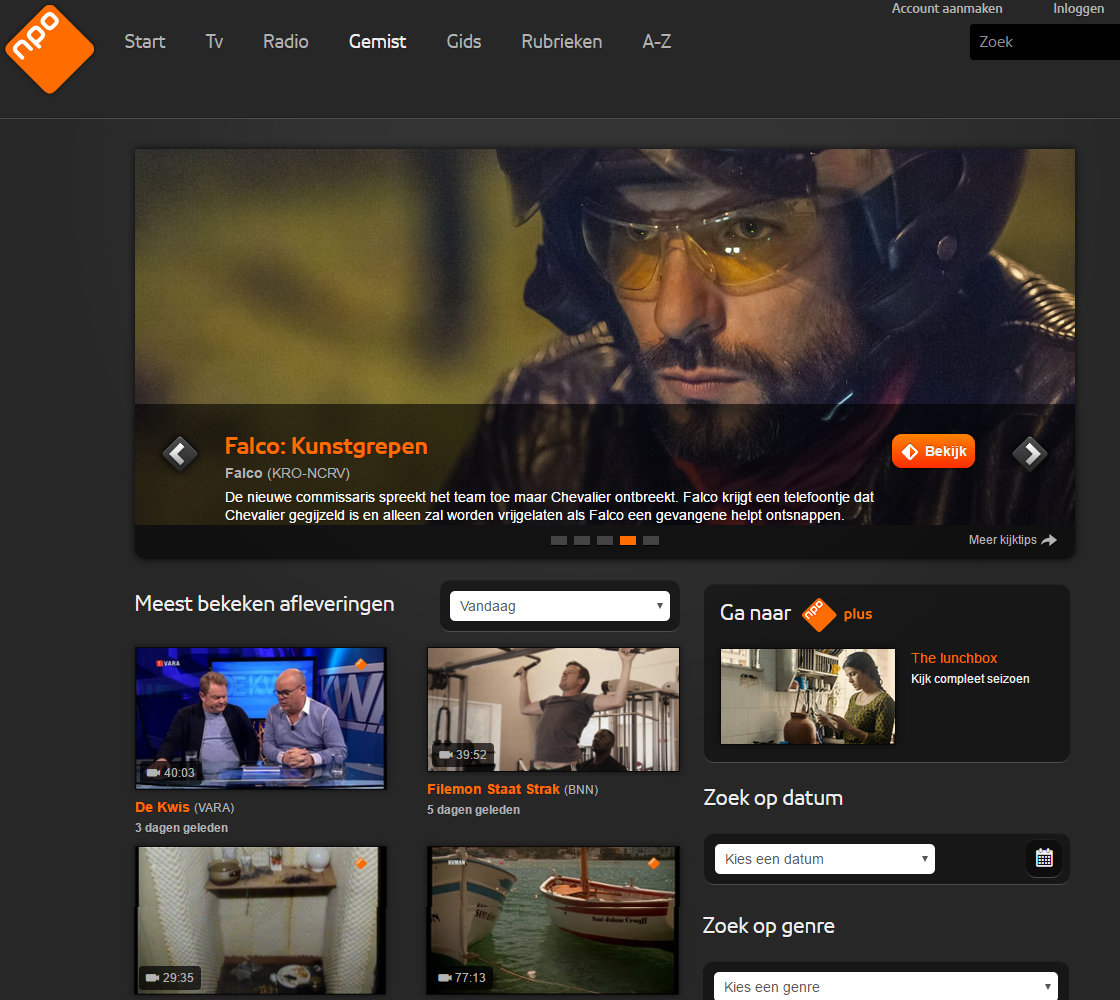 Account aanmaken
Inloggen
npo
Start
Tv
Radio
Gemist
Gids
Rubrieken
A-Z
Zoek
Falco: Kunstgrepen
Falco (KRO-NCRV)
De nieuwe commissaris spreekt het team toe maar Chevalier ontbreekt. Falco krijgt een telefoontje dat
Chevalier gegijzeld is en alleen zal worden vrijgelaten als Falco een gevangene helpt ontsnappen.
Bekijk
Meer kijktips
Meest bekeken afleveringen
Vandaag
VARA
40:03
De Kwis (VARA)
3 dagen geleden
39:52
Filemon Staat Strak (BNN)
5 dagen geleden
29:35
HUMAN
77:13
Ga naar npo plus
The lunchbox
Kijk compleet seizoen
Zoek op datum
Kies een datum
Zoek op genre
Kies een genre